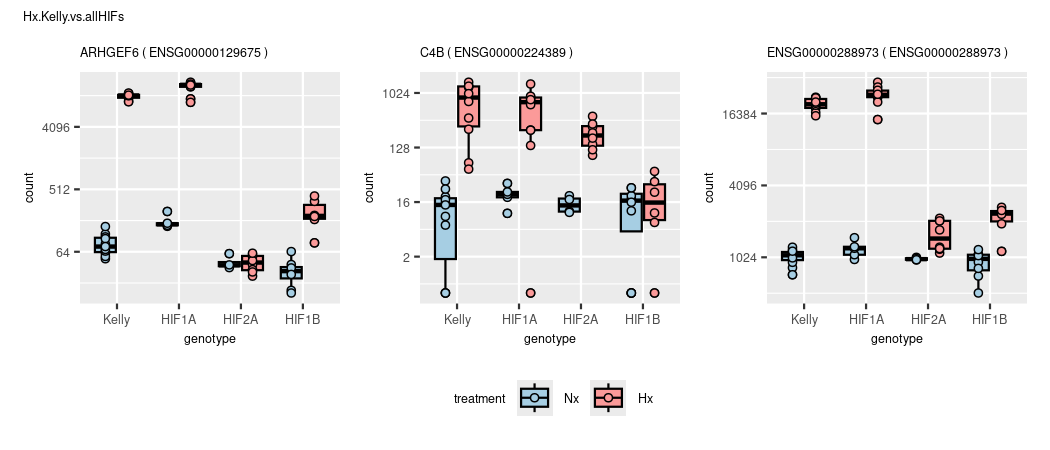 Hx.Kelly.vs.allHIFs
ARHGEF6 ( ENSG00000129675 )
count
4096
512
64
Kelly HIF1A HIF2A HIF1B
genotype
C4B ( ENSG00000224389 )
count
1024
128
16
2
Kelly HIF1A HIF2A HIF1B
genotype
ENSG00000288973 ( ENSG00000288973 )
count
16384
4096
1024
Kelly HIF1A HIF2A HIF1B
genotype
treatment Nx Hx